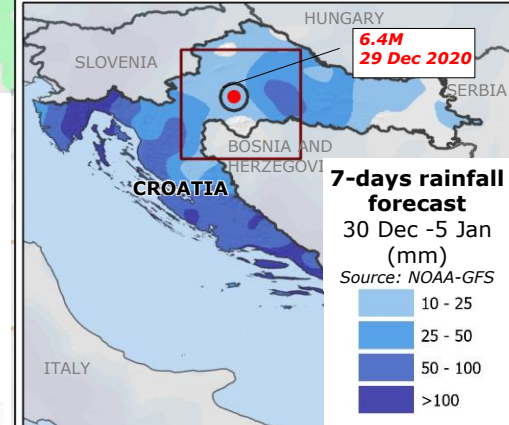 HUNGARY
6.4M
29 Dec 2020
SLOVENIA
SERBIA
BOSNIA AND
HERZEGOVI
CROATIA
7-days rainfall
forecast
30 Dec -5 Jan
(mm)
Source: NOAA-GFS
10 - 25
25 - 50
50 - 100
>100
ITALY